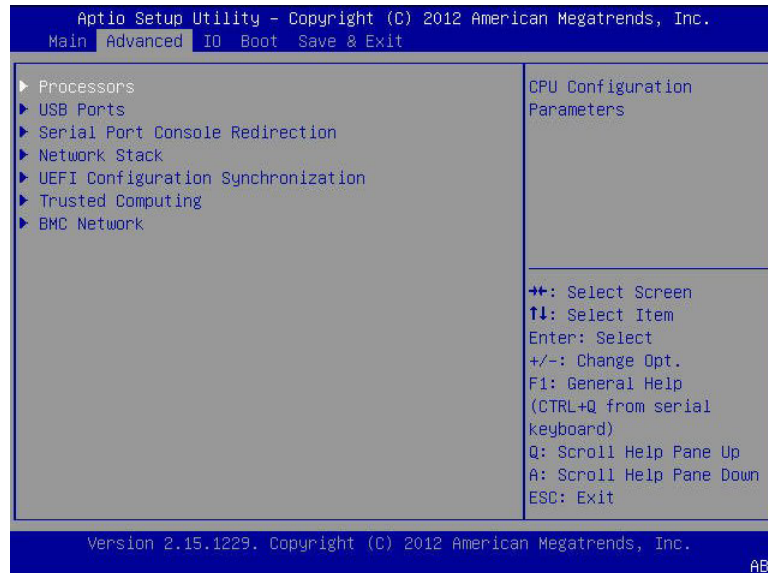 Aptio Setup Utility – Copyright (C) 2012 American Megatrends, Inc.
Main Advanced IO Boot Save & Exit
▶ Processors
▶ USB Ports
▶ Serial Port Console Redirection
▶ Network Stack
▶ UEFI Configuration Synchronization
▶ Trusted Computing
▶ BMC Network
CPU Configuration
Parameters
→←: Select Screen
↑↓: Select Item
Enter: Select
+/-: Change Opt.
F1: General Help
(CTRL+Q from serial
keyboard)
Q: Scroll Help Pane Up
A: Scroll Help Pane Down
ESC: Exit
Version 2.15.1229. Copyright (C) 2012 American Megatrends, Inc.
AB